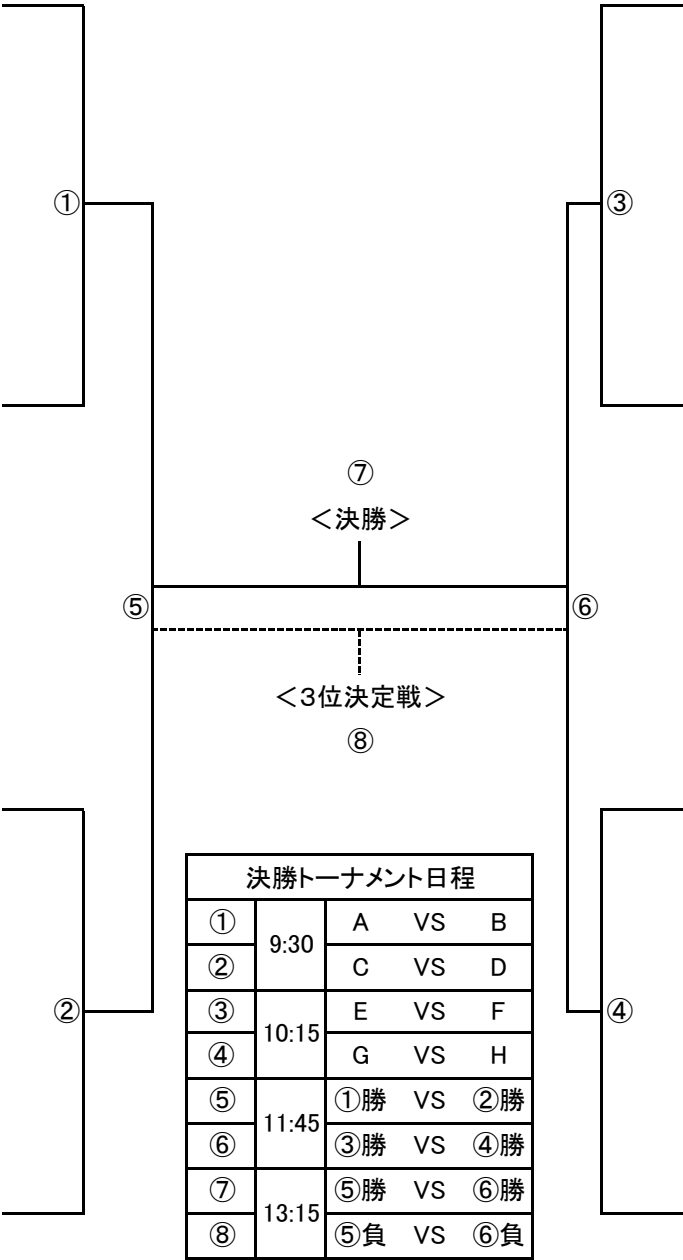 ① ③
⑦
＜決勝＞
⑤ ⑥
＜3位決定戦＞
⑧
② ④
決勝トーナメント日程
① 9:30 A VS B
② C VS D
③ 10:15 E VS F
④ G VS H
⑤ 11:45 ①勝 VS ②勝
⑥ ③勝 VS ④勝
⑦ 13:15 ⑤勝 VS ⑥勝
⑧ ⑤負 VS ⑥負